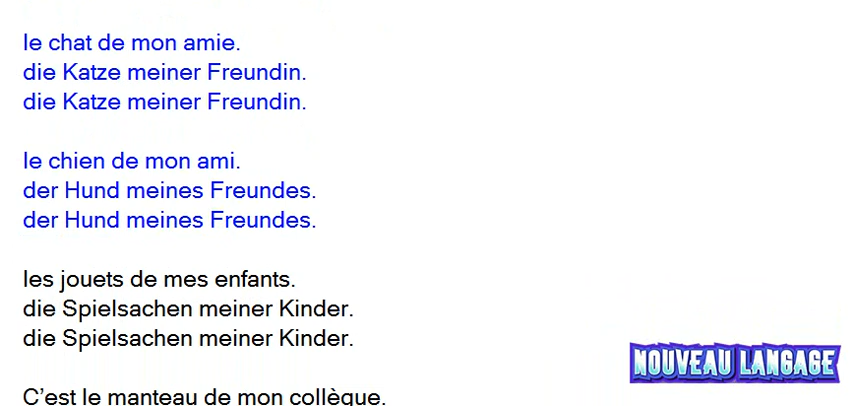 le chat de mon amie.
die Katze meiner Freundin.
die Katze meiner Freundin.
le chien de mon ami.
der Hund meines Freundes.
der Hund meines Freundes.
les jouets de mes enfants.
die Spielsachen meiner Kinder.
die Spielsachen meiner Kinder.
C’est le manteau de mon collègue.
NOUVEAU LANGAGE